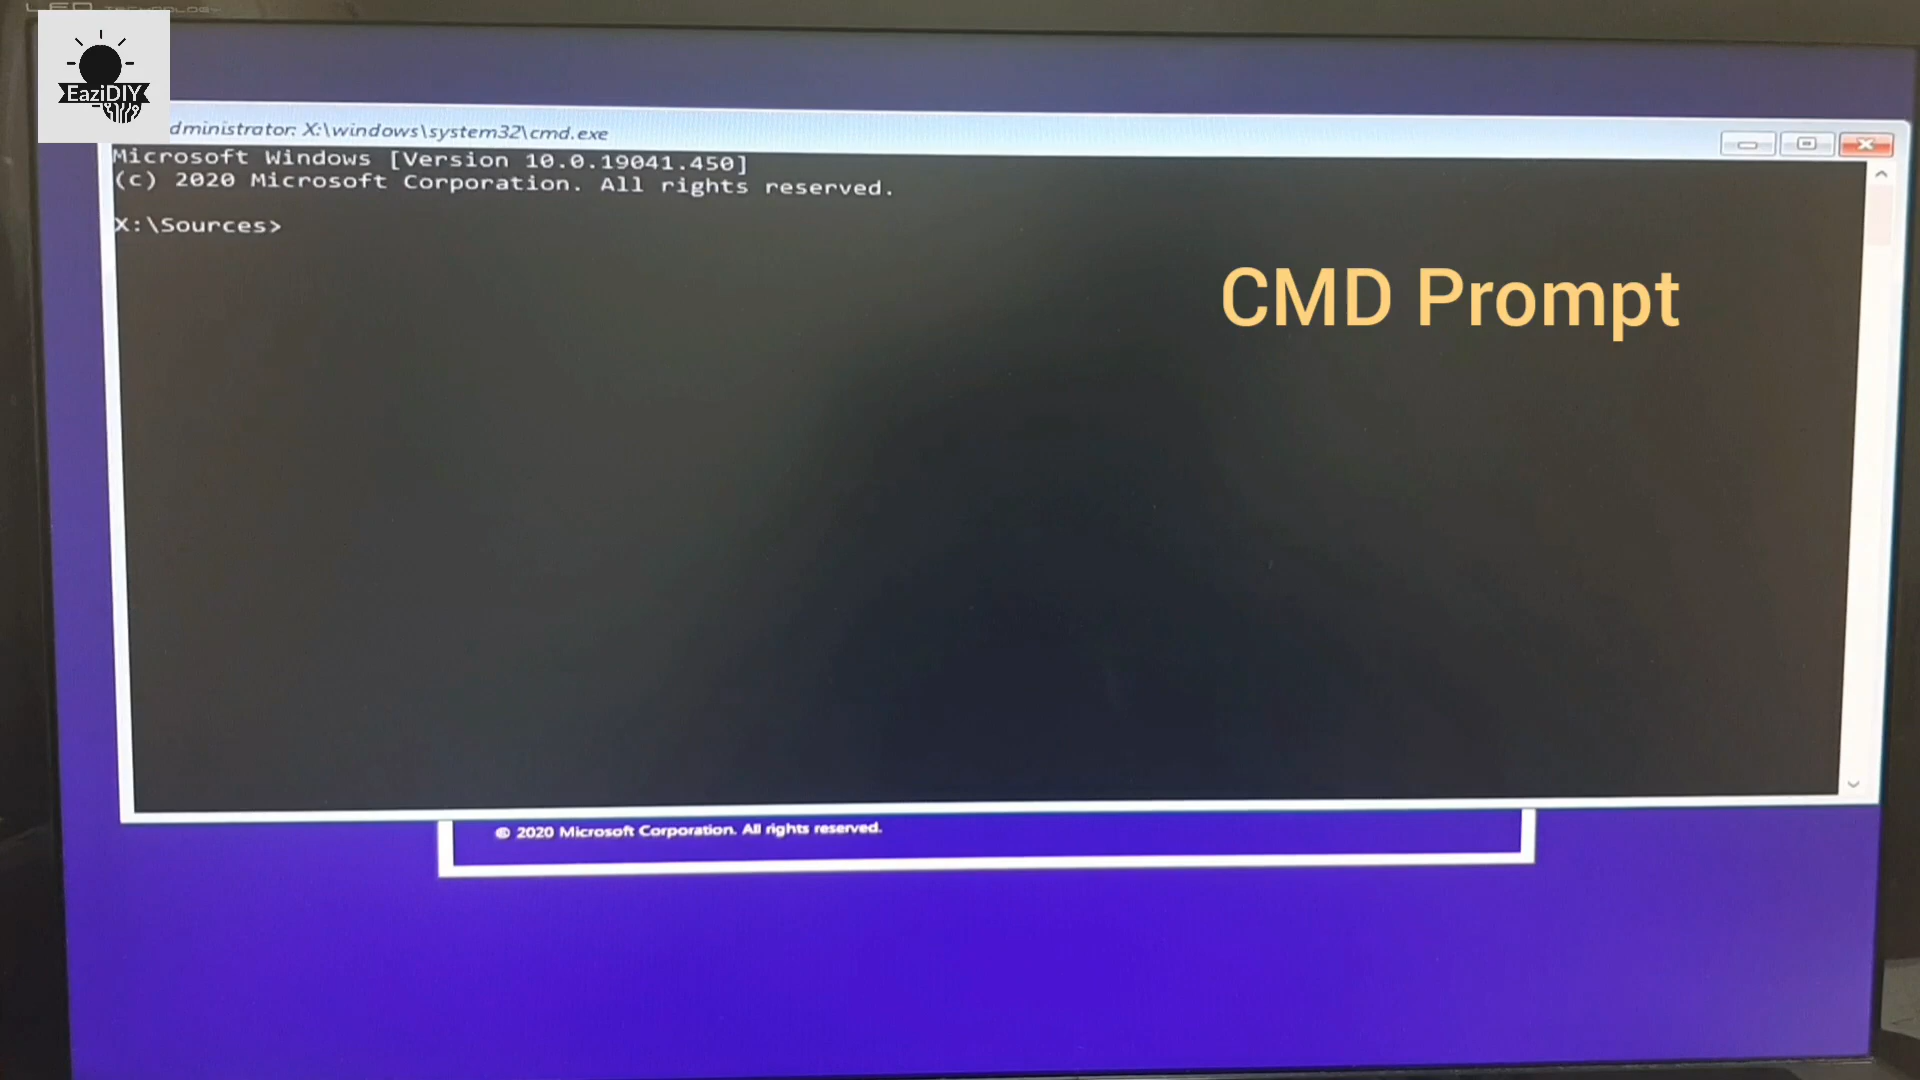 EaziDIY
dministrator: X:\windows\system32\cmd.exe
Microsoft Windows [Version 10.0.19041.450]
(c) 2020 Microsoft Corporation. All rights reserved.
X:\Sources>
CMD Prompt
© 2020 Microsoft Corporation. All rights reserved.